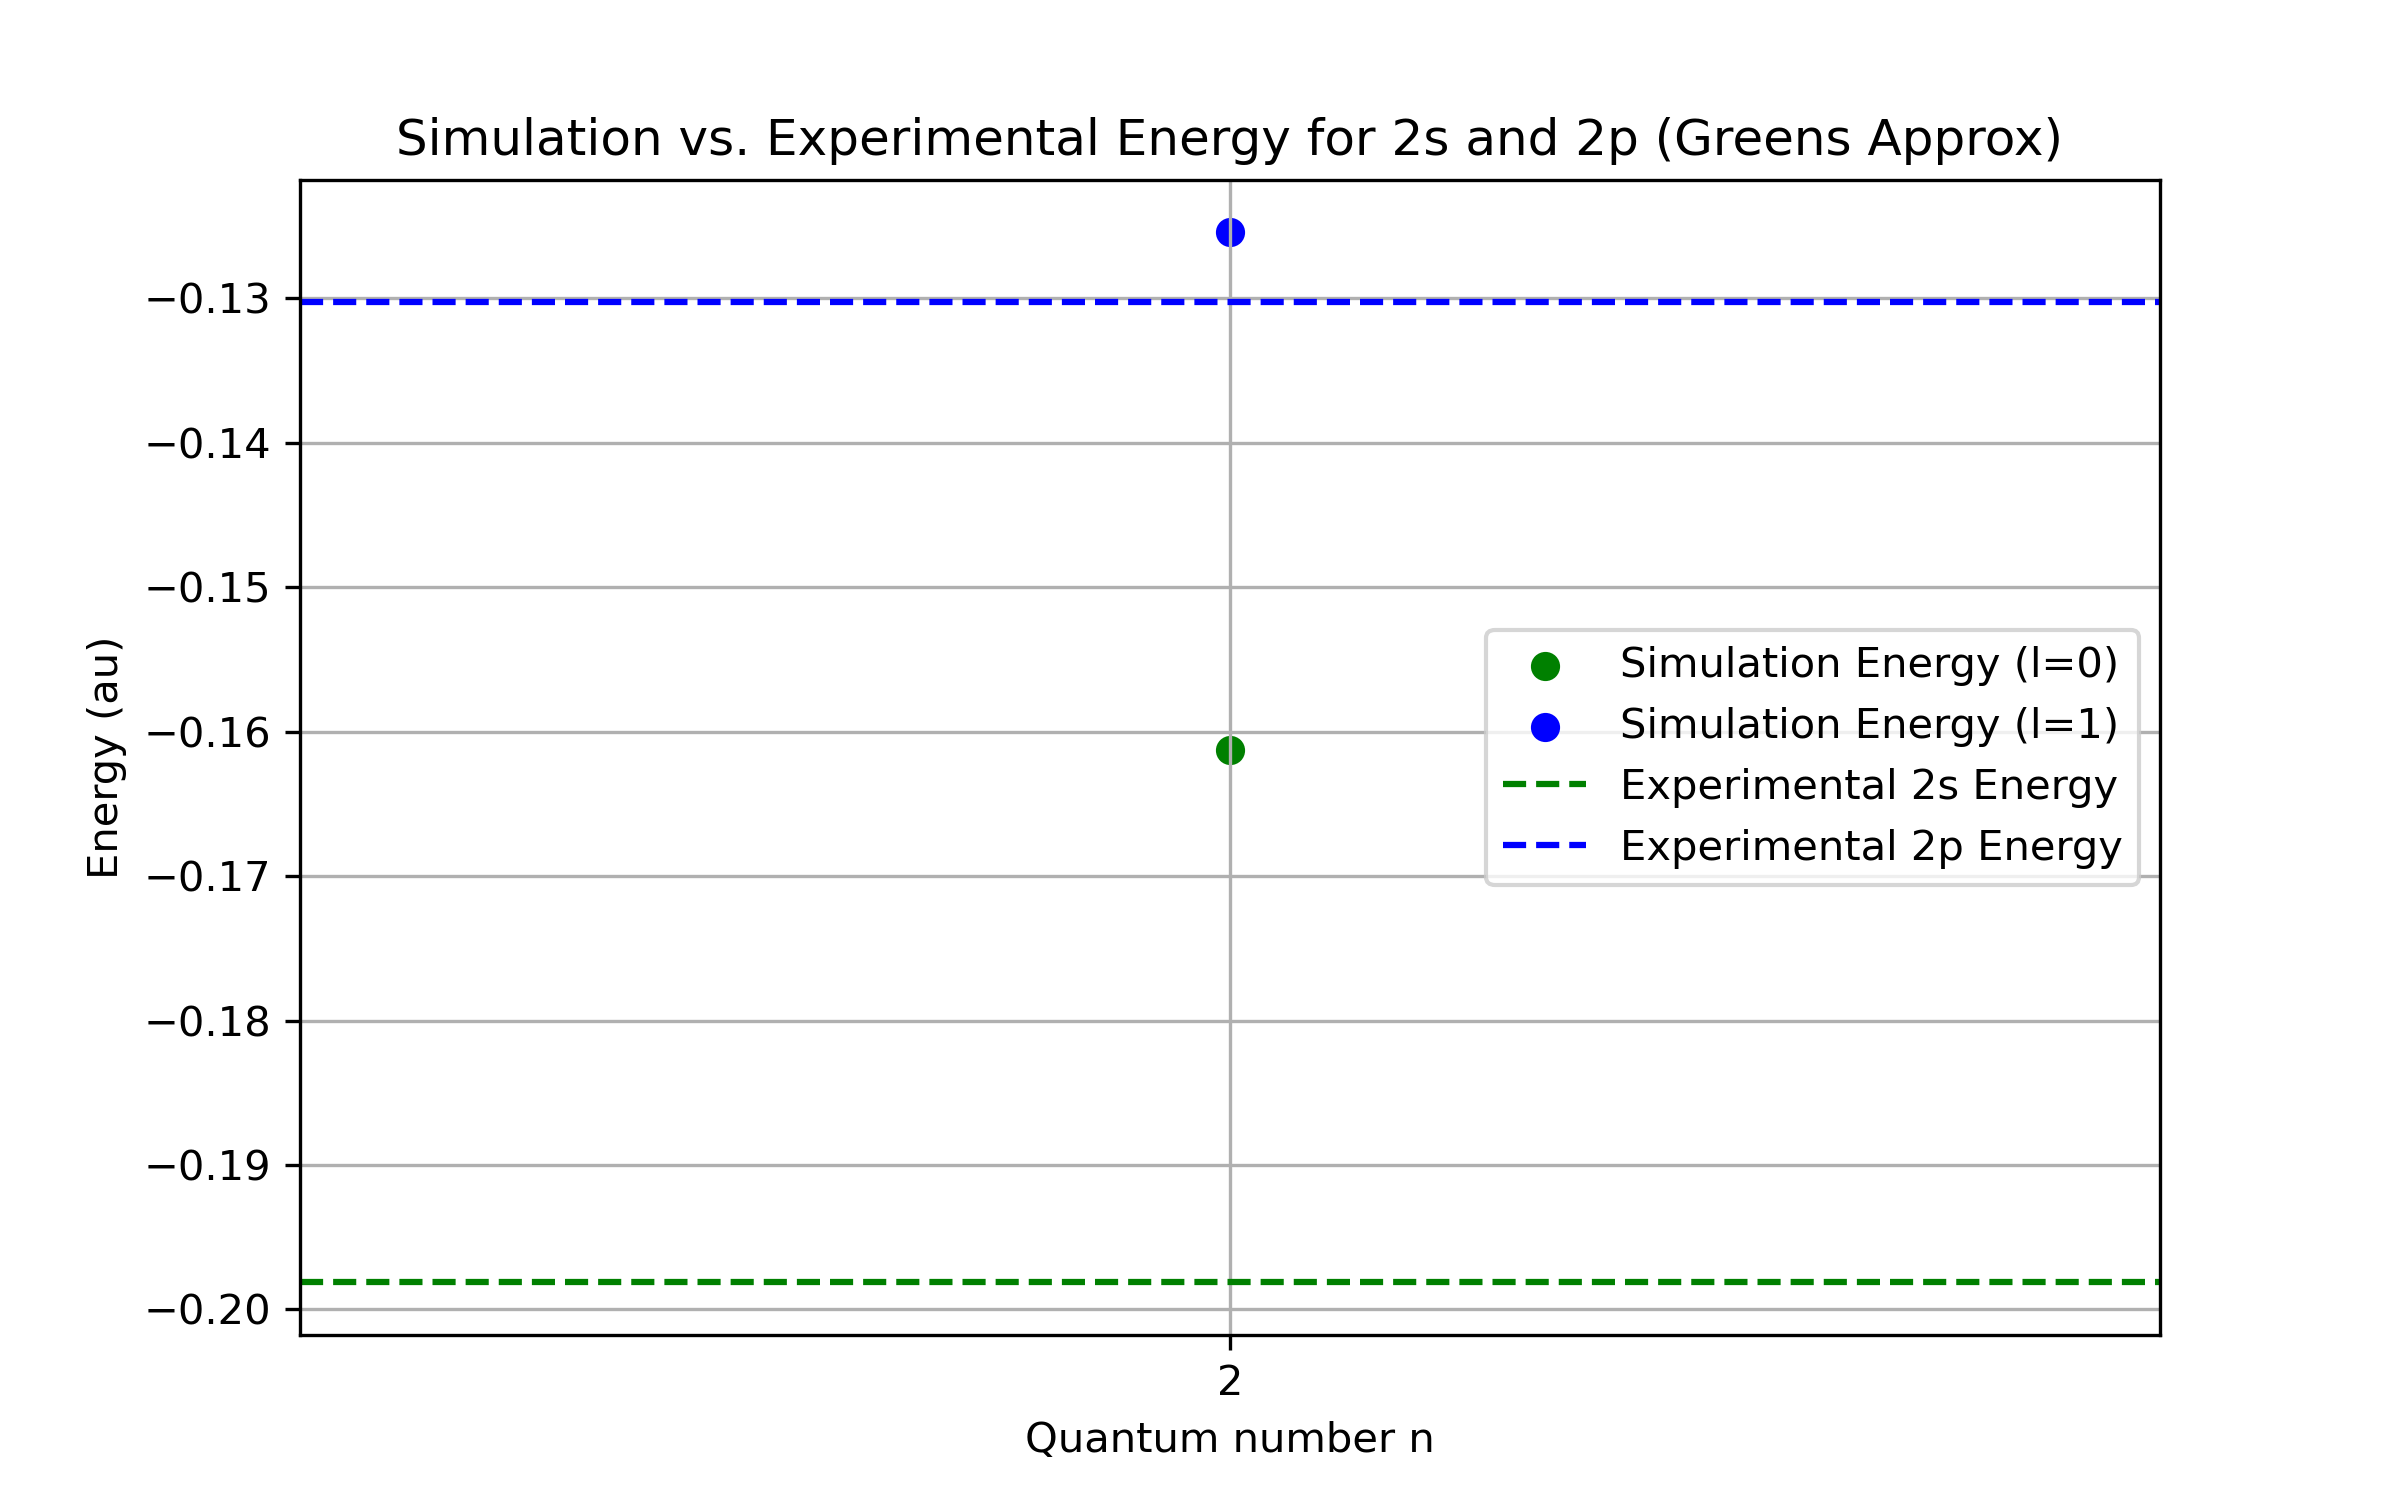 Simulation vs. Experimental Energy for 2s and 2p (Greens Approx)
−0.13
−0.14
−0.15
−0.16
−0.17
−0.18
−0.19
−0.20
Energy (au)
Simulation Energy (l=0)
Simulation Energy (l=1)
Experimental 2s Energy
Experimental 2p Energy
2
Quantum number n